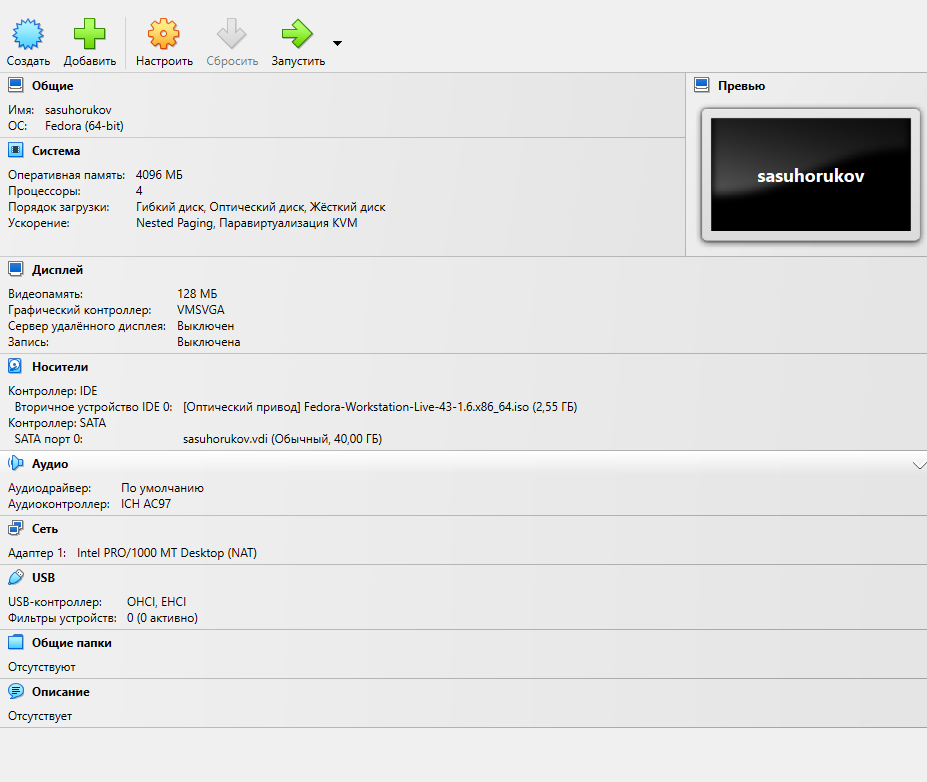 Создать Добавить Настроить Сбросить Запустить
Общие
Имя: sasuhorukov
ОС: Fedora (64-bit)
Превью
sasuhorukov
Система
Оперативная память: 4096 МБ
Процессоры: 4
Порядок загрузки: Гибкий диск, Оптический диск, Жёсткий диск
Ускорение: Nested Paging, Паравиртуализация KVM
Дисплей
Видеопамять: 128 МБ
Графический контроллер: VMSVGA
Сервер удалённого дисплея: Выключен
Запись: Выключена
Носители
Контроллер: IDE
Вторичное устройство IDE 0: [Оптический привод] Fedora-Workstation-Live-43-1.6.x86_64.iso (2,55 ГБ)
Контроллер: SATA
SATA порт 0: sasuhorukov.vdi (Обычный, 40,00 ГБ)
Аудио
Аудиодрайвер: По умолчанию
Аудиоконтроллер: ICH AC97
Сеть
Адаптер 1: Intel PRO/1000 MT Desktop (NAT)
USB
USB-контроллер: OHCI, EHCI
Фильтры устройств: 0 (0 активно)
Общие папки
Отсутствуют
Описание
Отсутствует